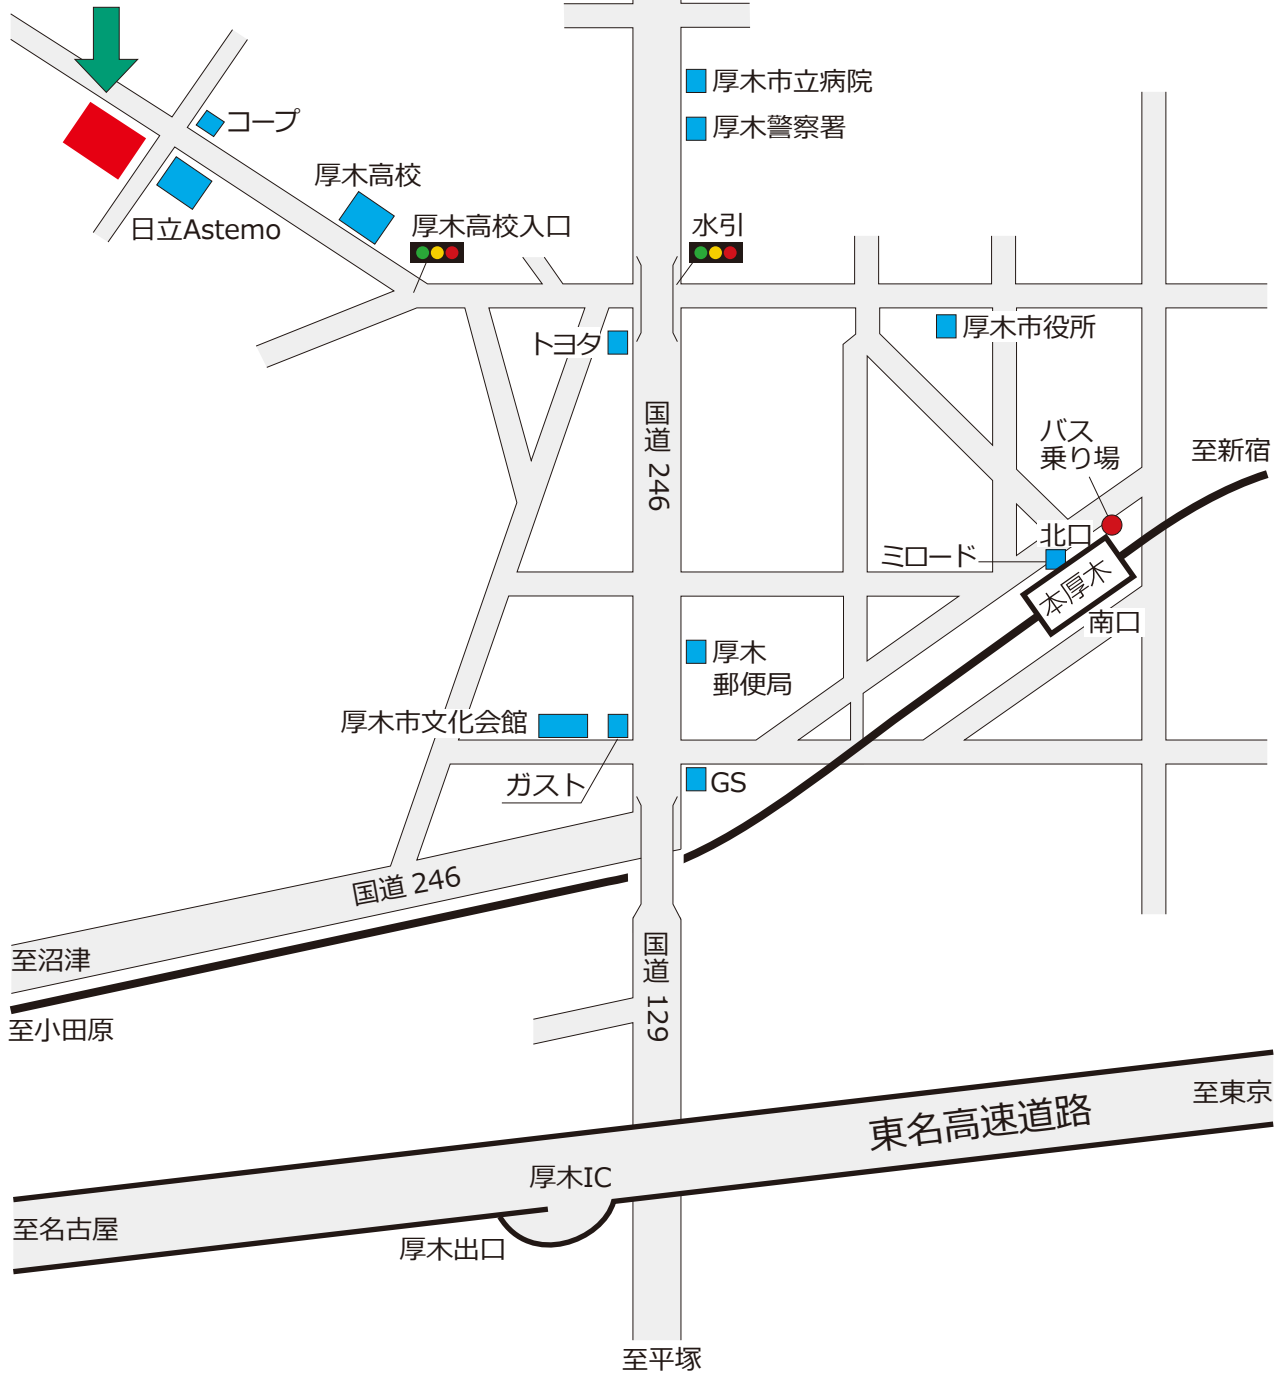 厚木市立病院
コープ
厚木警察署
厚木高校
日立Astemo
厚木高校入口
水引
トヨタ
厚木市役所
国道 246
バス
乗り場
至新宿
北口
ミロード
本厚木
南口
厚木
郵便局
厚木市文化会館
ガスト
GS
国道 246
至沼津
国道 129
至小田原
至東京
東名高速道路
厚木IC
至名古屋
厚木出口
至平塚